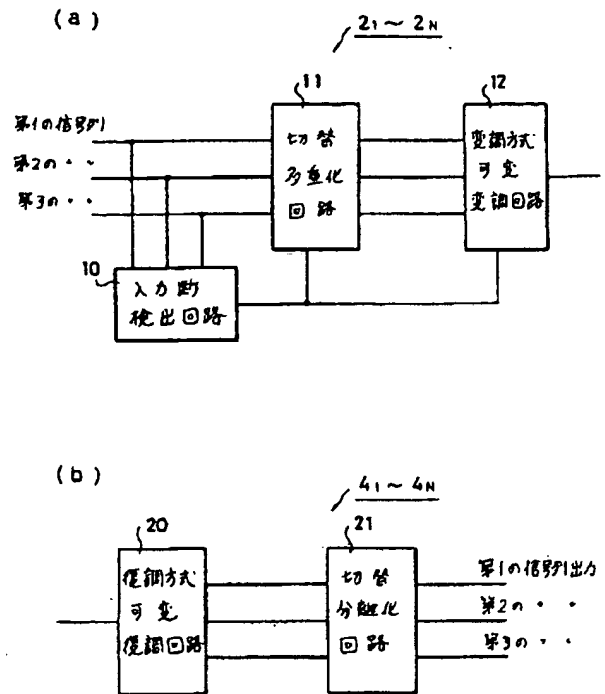 (a)
2₁～2ɴ
11
12
第1の信号列
第2の・・
第3の・・
切替
多重化
回路
変調方式
可変
変調回路
10
入力断
検出回路
(b)
4₁～4ɴ
20
21
復調方式
可変
復調回路
切替
分離化
回路
第1の信号列出力
第2の・・
第3の・・